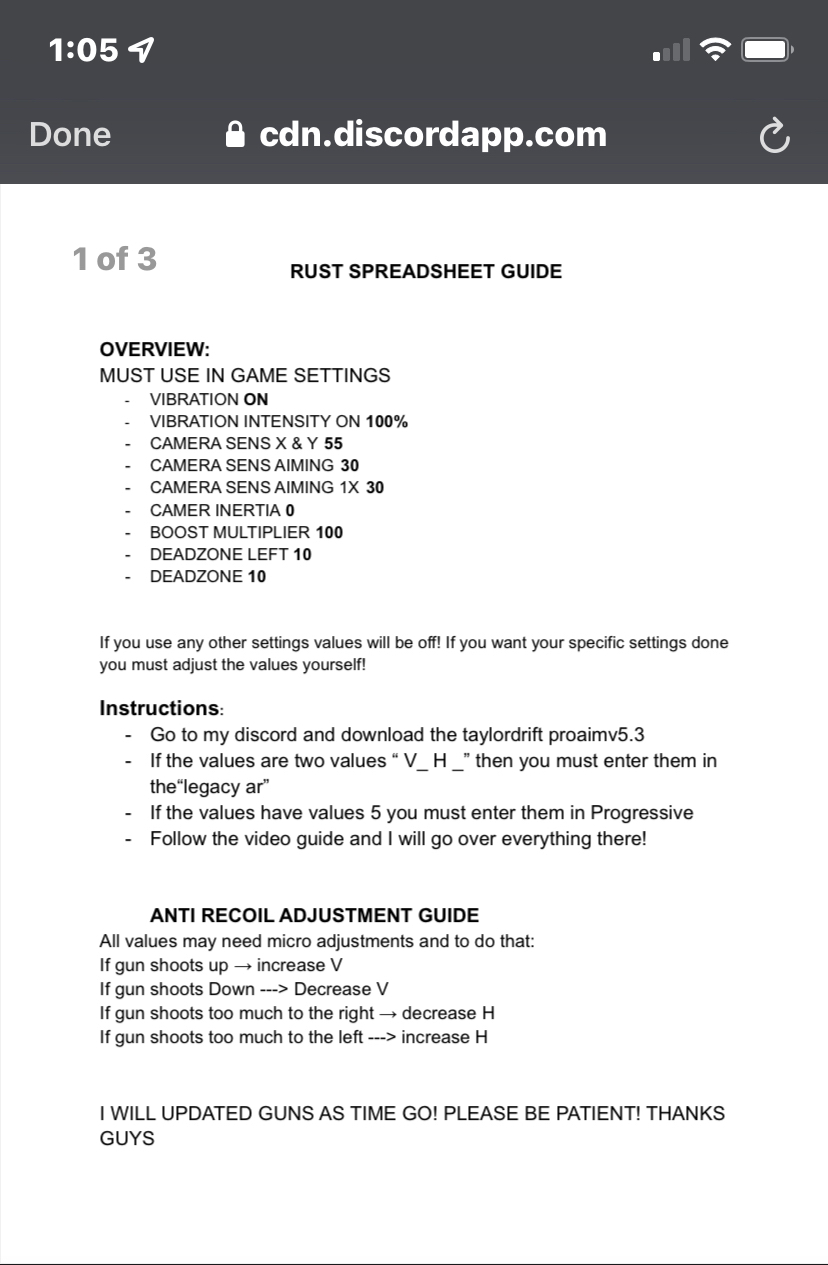 1:05
Done
cdn.discordapp.com
1 of 3
RUST SPREADSHEET GUIDE
OVERVIEW:
MUST USE IN GAME SETTINGS
- VIBRATION ON
- VIBRATION INTENSITY ON 100%
- CAMERA SENS X & Y 55
- CAMERA SENS AIMING 30
- CAMERA SENS AIMING 1X 30
- CAMER INERTIA 0
- BOOST MULTIPLIER 100
- DEADZONE LEFT 10
- DEADZONE 10
If you use any other settings values will be off! If you want your specific settings done
you must adjust the values yourself!
Instructions:
- Go to my discord and download the taylordrift proaimv5.3
- If the values are two values “ V_ H _” then you must enter them in
the“legacy ar”
- If the values have values 5 you must enter them in Progressive
- Follow the video guide and I will go over everything there!
ANTI RECOIL ADJUSTMENT GUIDE
All values may need micro adjustments and to do that:
If gun shoots up → increase V
If gun shoots Down ---> Decrease V
If gun shoots too much to the right → decrease H
If gun shoots too much to the left ---> increase H
I WILL UPDATED GUNS AS TIME GO! PLEASE BE PATIENT! THANKS
GUYS